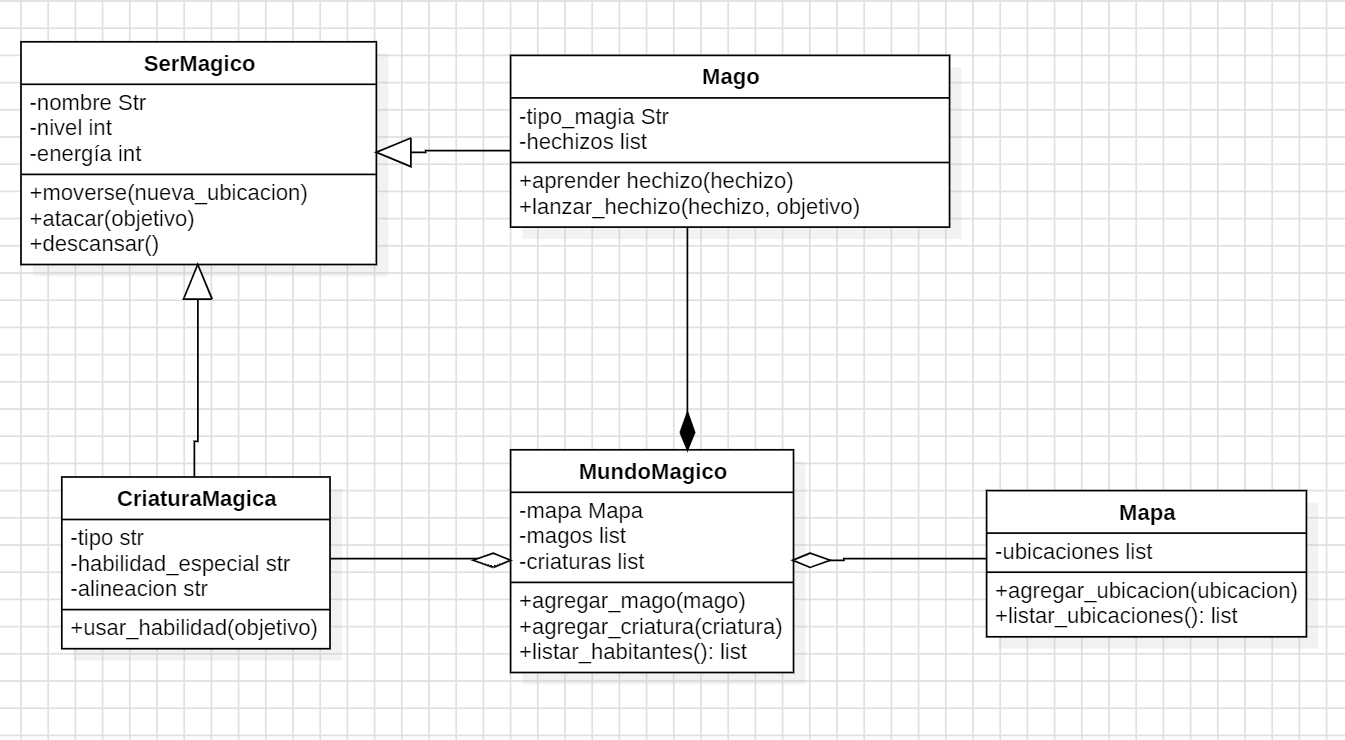 SerMagico
-nombre Str
-nivel int
-energía int
+moverse(nueva_ubicacion)
+atacar(objetivo)
+descansar()
Mago
-tipo_magia Str
-hechizos list
+aprender hechizo(hechizo)
+lanzar_hechizo(hechizo, objetivo)
CriaturaMagica
-tipo str
-habilidad_especial str
-alineacion str
+usar_habilidad(objetivo)
MundoMagico
-mapa Mapa
-magos list
-criaturas list
+agregar_mago(mago)
+agregar_criatura(criatura)
+listar_habitantes(): list
Mapa
-ubicaciones list
+agregar_ubicacion(ubicacion)
+listar_ubicaciones(): list